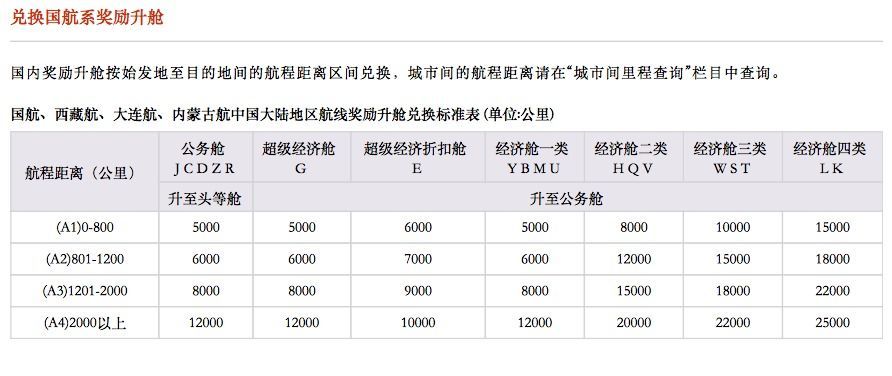 兑换国航系奖励升舱
国内奖励升舱按始发地至目的地间的航程距离区间兑换，城市间的航程距离请在“城市间里程查询”栏目中查询。
国航、西藏航、大连航、内蒙古航中国大陆地区航线奖励升舱兑换标准表 (单位:公里)
航程距离（公里） 公务舱 超级经济舱 超级经济折扣舱 经济舱一类 经济舱二类 经济舱三类 经济舱四类
J C D Z R G E Y B M U H Q V W S T L K
升至头等舱 升至公务舱
(A1)0-800 5000 5000 6000 5000 8000 10000 15000
(A2)801-1200 6000 6000 7000 6000 12000 15000 18000
(A3)1201-2000 8000 8000 9000 8000 15000 18000 22000
(A4)2000以上 12000 12000 10000 12000 20000 22000 25000